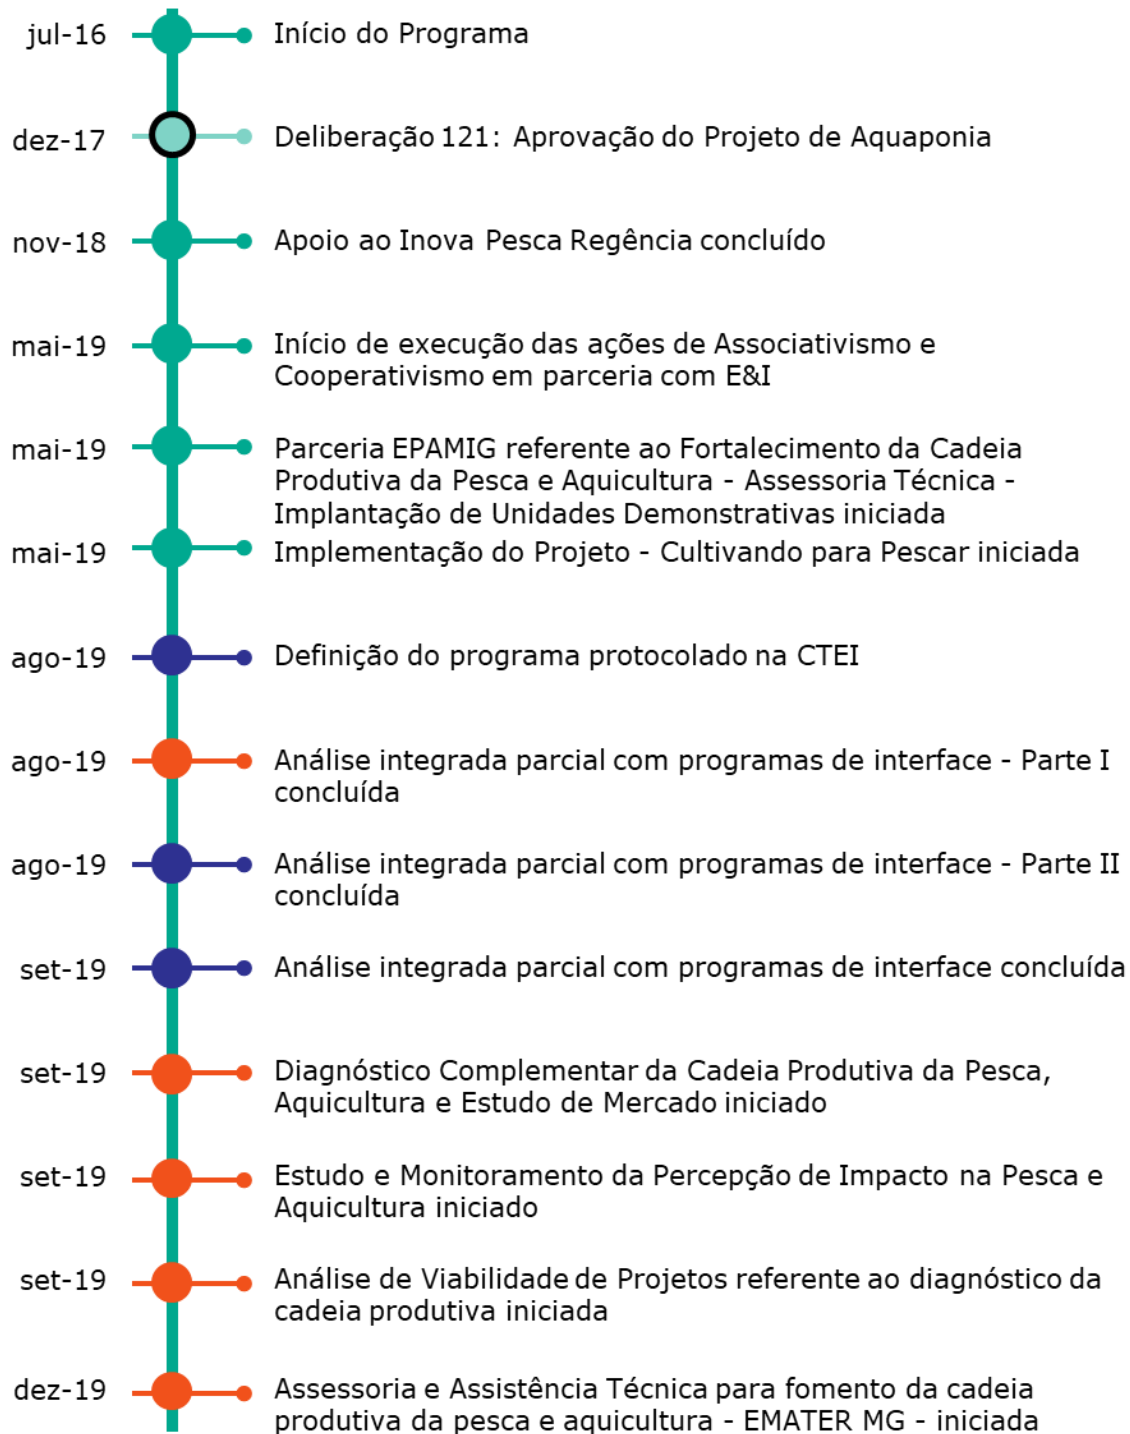 jul-16 Início do Programa
dez-17 Deliberação 121: Aprovação do Projeto de Aquaponia
nov-18 Apoio ao Inova Pesca Regência concluído
mai-19 Início de execução das ações de Associativismo e
Cooperativismo em parceria com E&I
mai-19 Parceria EPAMIG referente ao Fortalecimento da Cadeia
Produtiva da Pesca e Aquicultura - Assessoria Técnica -
Implantação de Unidades Demonstrativas iniciada
mai-19 Implementação do Projeto - Cultivando para Pescar iniciada
ago-19 Definição do programa protocolado na CTEI
ago-19 Análise integrada parcial com programas de interface - Parte I
concluída
ago-19 Análise integrada parcial com programas de interface - Parte II
concluída
set-19 Análise integrada parcial com programas de interface concluída
set-19 Diagnóstico Complementar da Cadeia Produtiva da Pesca,
Aquicultura e Estudo de Mercado iniciado
set-19 Estudo e Monitoramento da Percepção de Impacto na Pesca e
Aquicultura iniciado
set-19 Análise de Viabilidade de Projetos referente ao diagnóstico da
cadeia produtiva iniciada
dez-19 Assessoria e Assistência Técnica para fomento da cadeia
produtiva da pesca e aquicultura - EMATER MG - iniciada